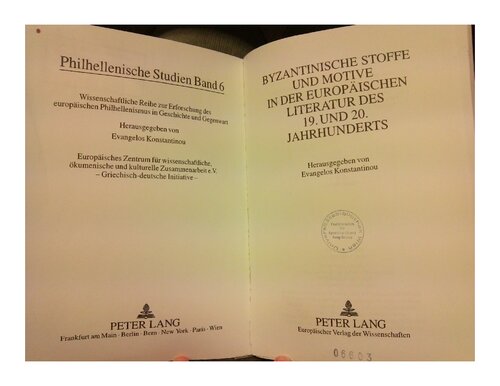 Philhellenische Studien Band 6
Wissenschaftliche Reihe zur Erforschung des
europäischen Philhellenismus in Geschichte und Gegenwart
Herausgegeben von
Evangelos Konstantinou
Europäisches Zentrum für wissenschaftliche,
ökumenische und kulturelle Zusammenarbeit e.V.
– Griechisch-deutsche Initiative –
PETER LANG
Frankfurt am Main · Berlin · Bern · New York · Paris · Wien
BYZANTINISCHE STOFFE
UND MOTIVE
IN DER EUROPÄISCHEN
LITERATUR DES
19. UND 20.
JAHRHUNDERTS
Herausgegeben von
Evangelos Konstantinou
PETER LANG
Europäischer Verlag der Wissenschaften
06603